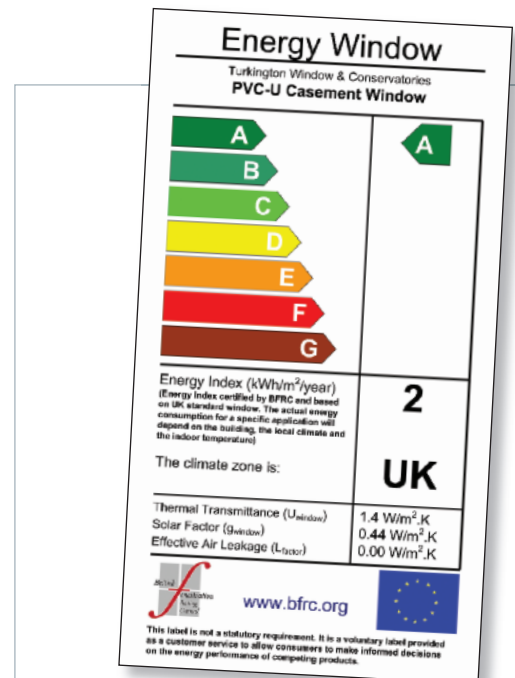 Energy Window
Turkington Window & Conservatories
PVC-U Casement Window
A
A
B
C
D
E
F
G
Energy Index (kWh/m²/year)
(Energy Index certified by BFRC and based
on UK standard window. The actual energy
consumption for a specific application will
depend on the building, the local climate and
the indoor temperature)
2
The climate zone is:
UK
Thermal Transmittance (Uwindow)
1.4 W/m².K
Solar Factor (gwindow)
0.44 W/m².K
Effective Air Leakage (Lfactor)
0.00 W/m².K
British
Fenestration
Rating
Council
www.bfrc.org
This label is not a statutory requirement. It is a voluntary label provided
as a customer service to allow consumers to make informed decisions
on the energy performance of competing products.